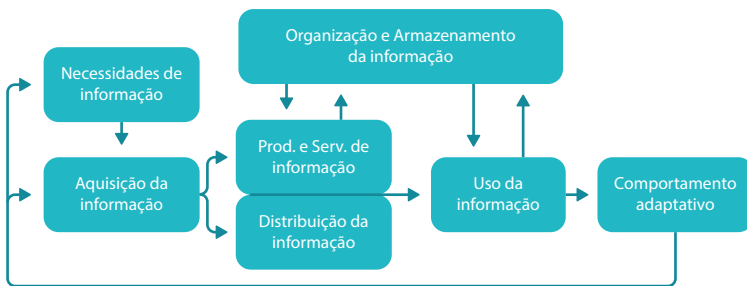 Organização e Armazenamento
da informação
Necessidades de
informação
Prod. e Serv. de
informação
Aquisição da
informação
Uso da
informação
Comportamento
adaptativo
Distribuição da
informação